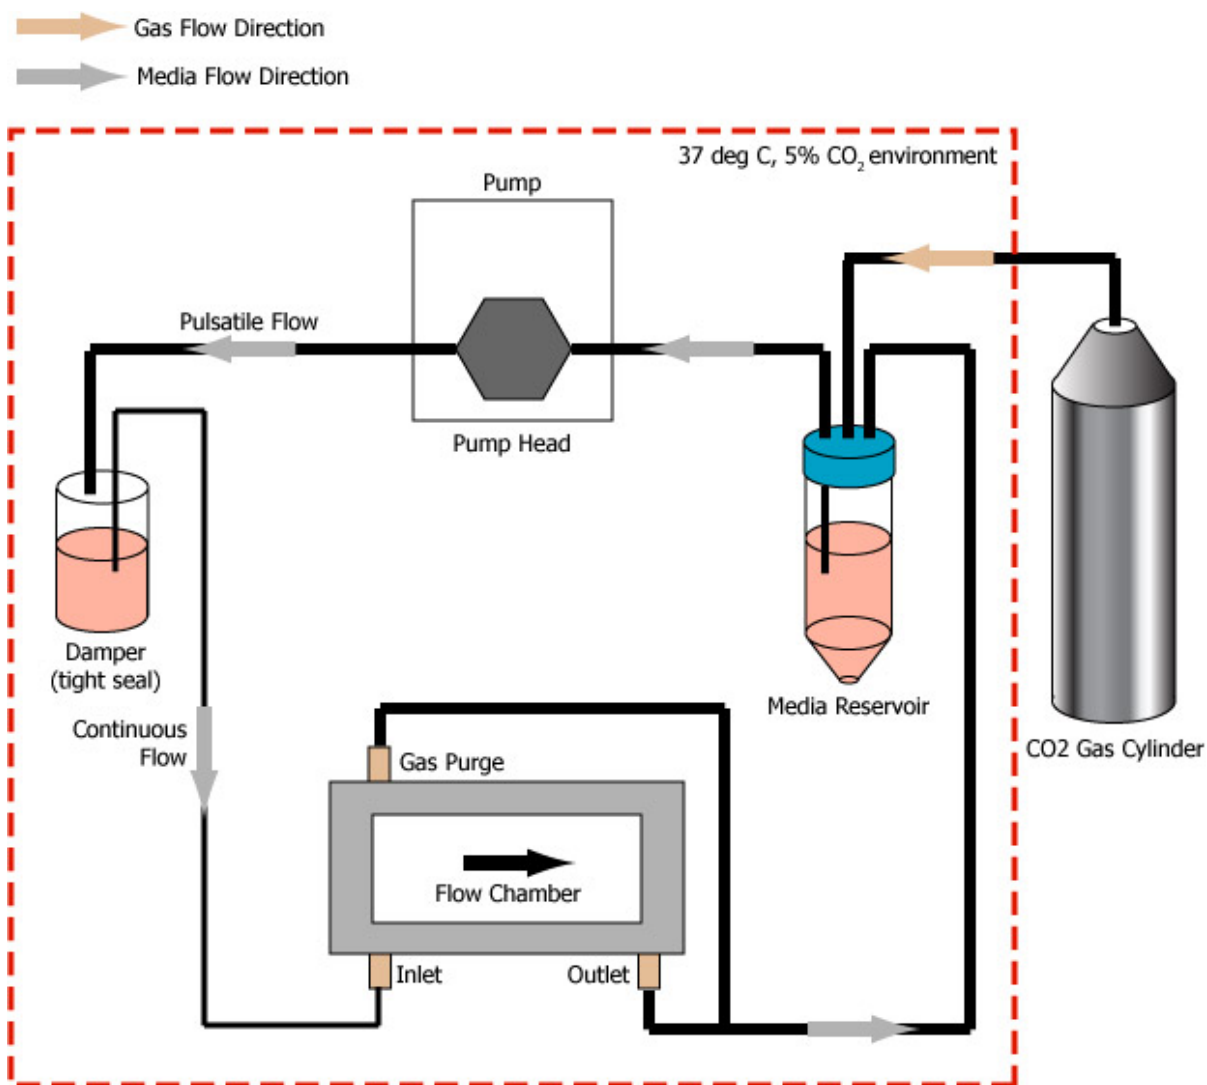 Gas Flow Direction
Media Flow Direction
37 deg C, 5% CO₂ environment
Pump
Pulsatile Flow
Pump Head
Damper
(tight seal)
Media Reservoir
Continuous
Flow
CO2 Gas Cylinder
Gas Purge
Flow Chamber
Inlet
Outlet